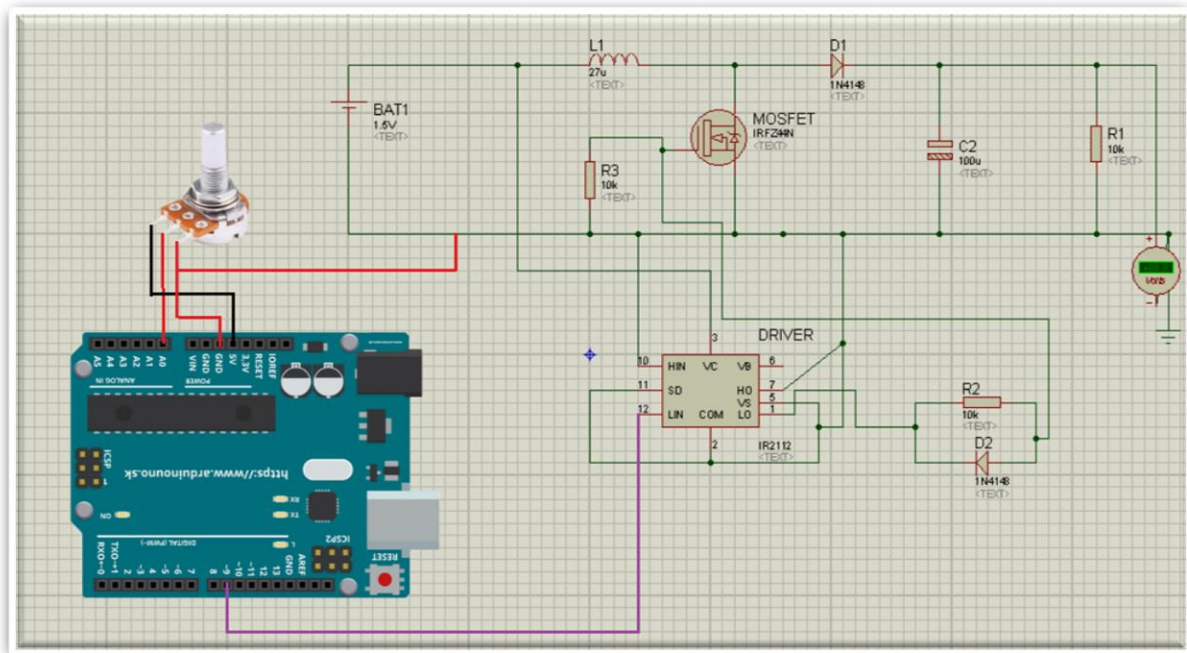 L1
27u
<TEXT>
D1
1N4148
<TEXT>
BAT1
1.5V
<TEXT>
MOSFET
IRFZ44N
<TEXT>
R3
10k
<TEXT>
C2
100u
<TEXT>
R1
10k
<TEXT>
+
-
DRIVER
3
10
HIN
VC
VB
6
11
SD
HO
7
VS
5
12
LIN
COM
LO
1
2
IR2112
<TEXT>
R2
10k
<TEXT>
D2
1N4148
<TEXT>
A5
A4
A3
A2
A1
A0
VIN
GND
GND
5V
3.3V
RESET
IOREF
ANALOG IN
POWER
https://www.arduinouno.sk
ICSP
ON
RX
TX
L
ICSP2
DIGITAL (PWM~)
RESET
RXD←0
TXD→1
2
~3
4
~5
~6
7
8
~9
~10
~11
12
13
GND
AREF